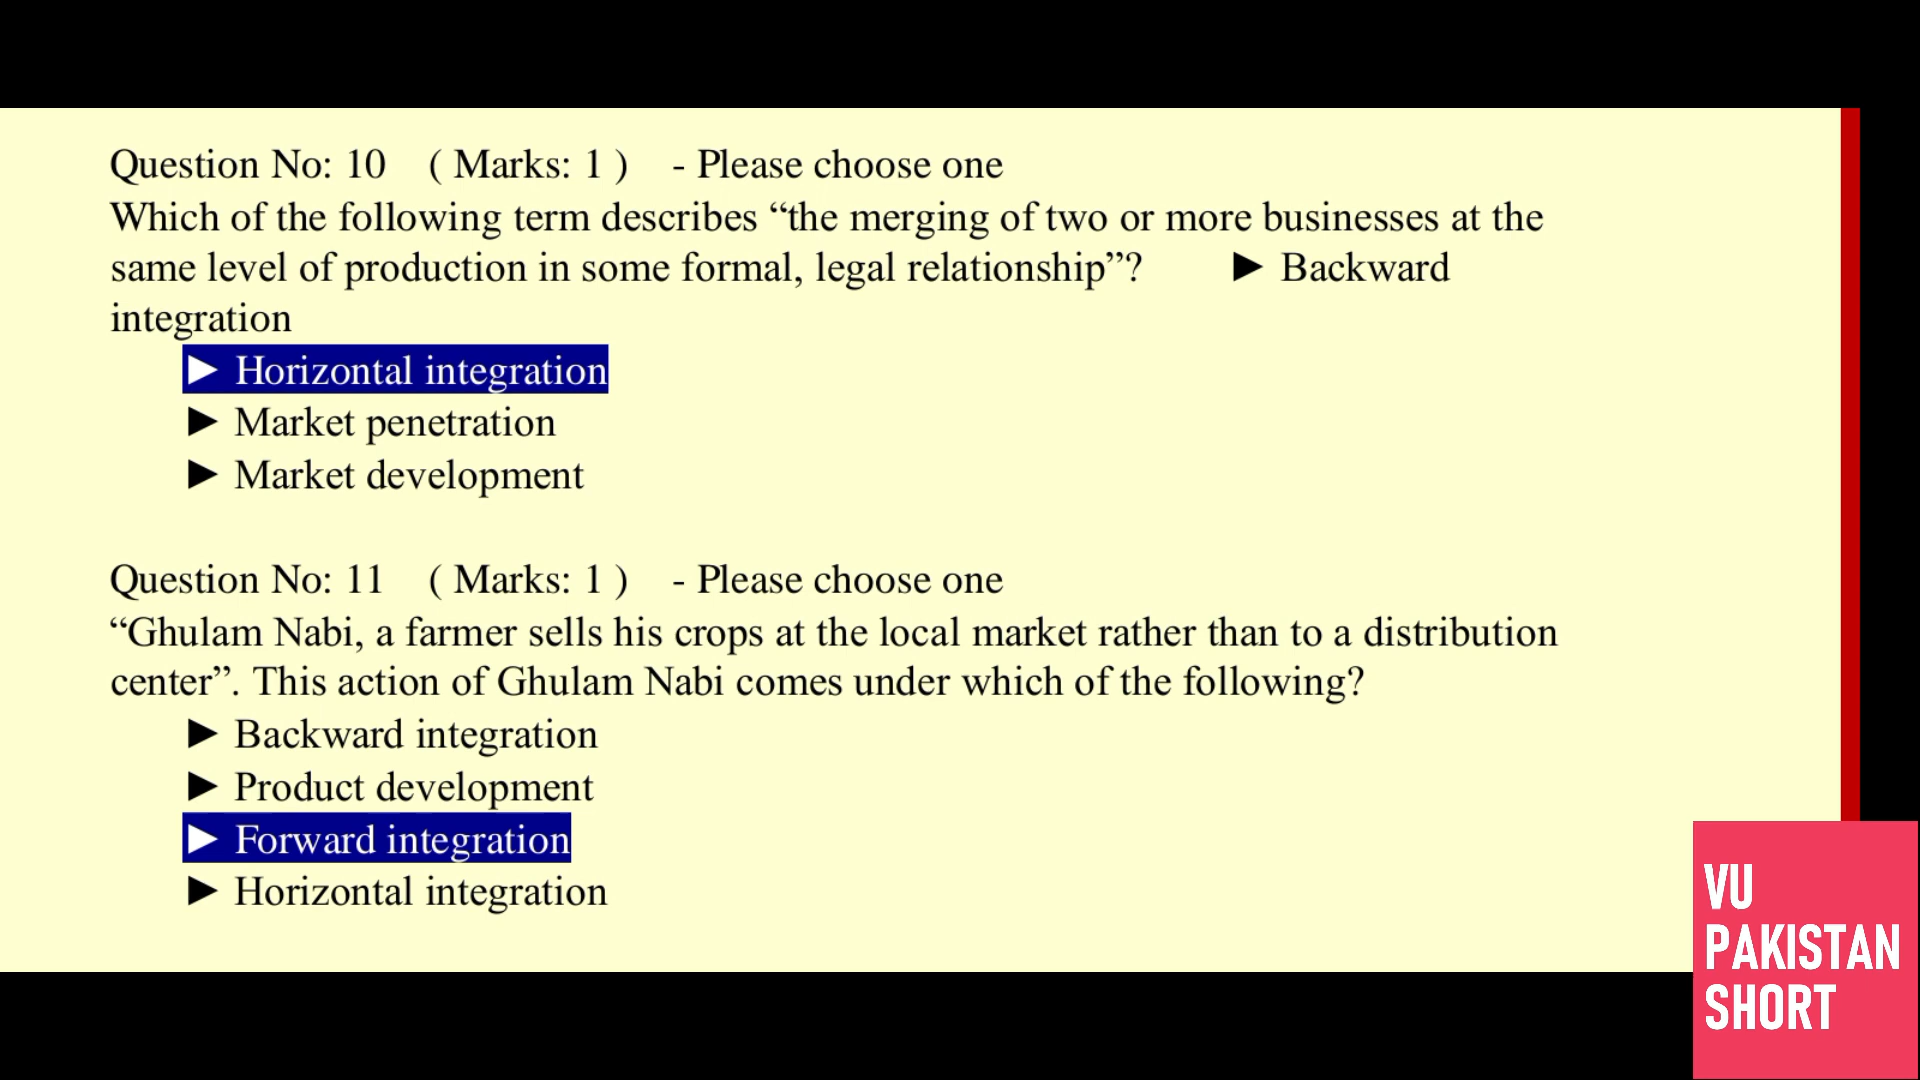 Question No: 10 ( Marks: 1 ) - Please choose one
Which of the following term describes “the merging of two or more businesses at the
same level of production in some formal, legal relationship”? ► Backward
integration
► Horizontal integration
► Market penetration
► Market development
Question No: 11 ( Marks: 1 ) - Please choose one
“Ghulam Nabi, a farmer sells his crops at the local market rather than to a distribution
center”. This action of Ghulam Nabi comes under which of the following?
► Backward integration
► Product development
► Forward integration
► Horizontal integration
VU
PAKISTAN
SHORT